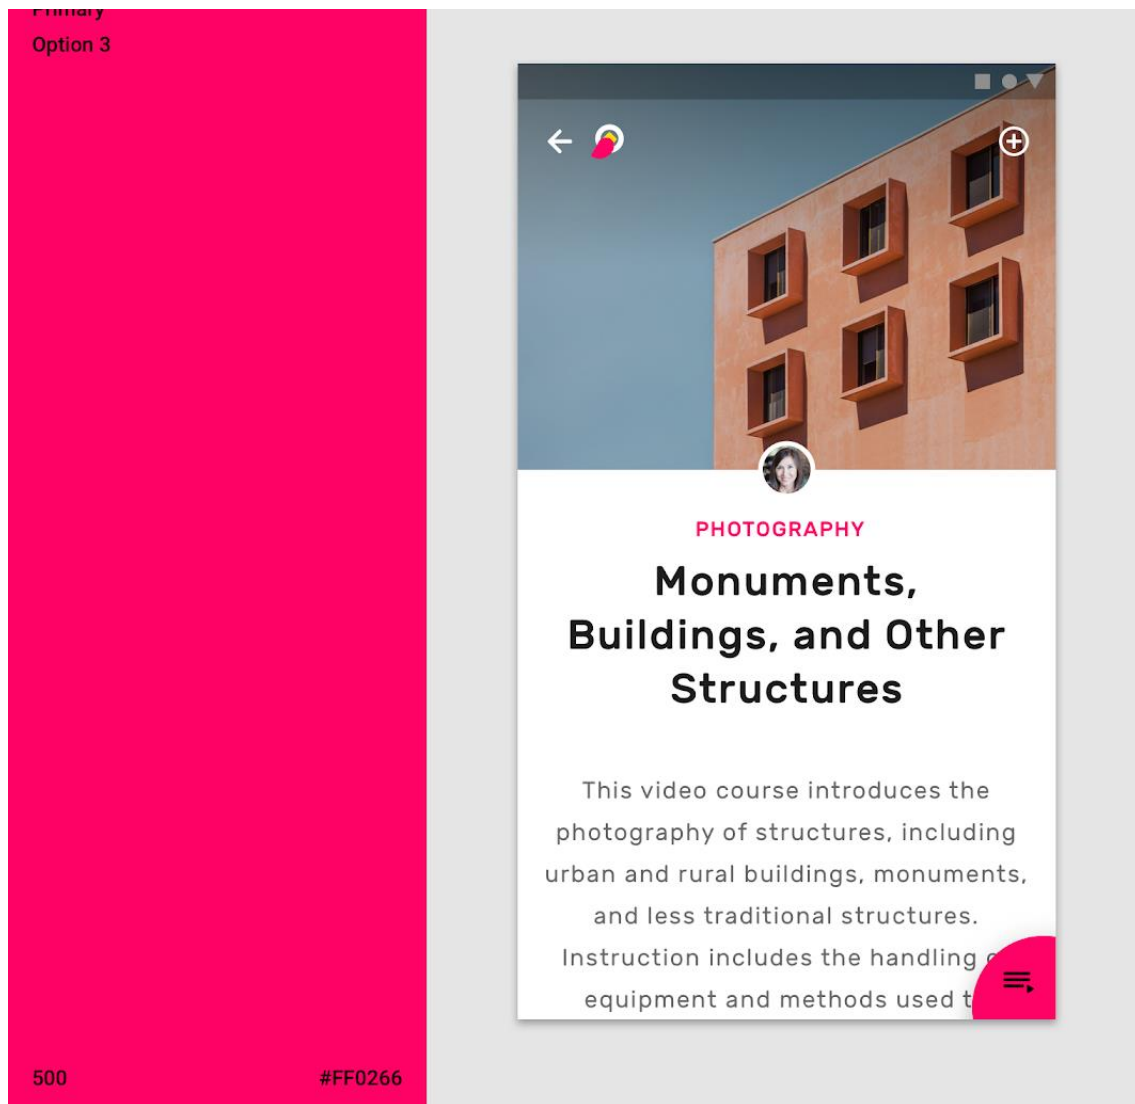 Primary
Option 3
PHOTOGRAPHY
Monuments,
Buildings, and Other
Structures
This video course introduces the
photography of structures, including
urban and rural buildings, monuments,
and less traditional structures.
Instruction includes the handling
equipment and methods used
500
#FF0266